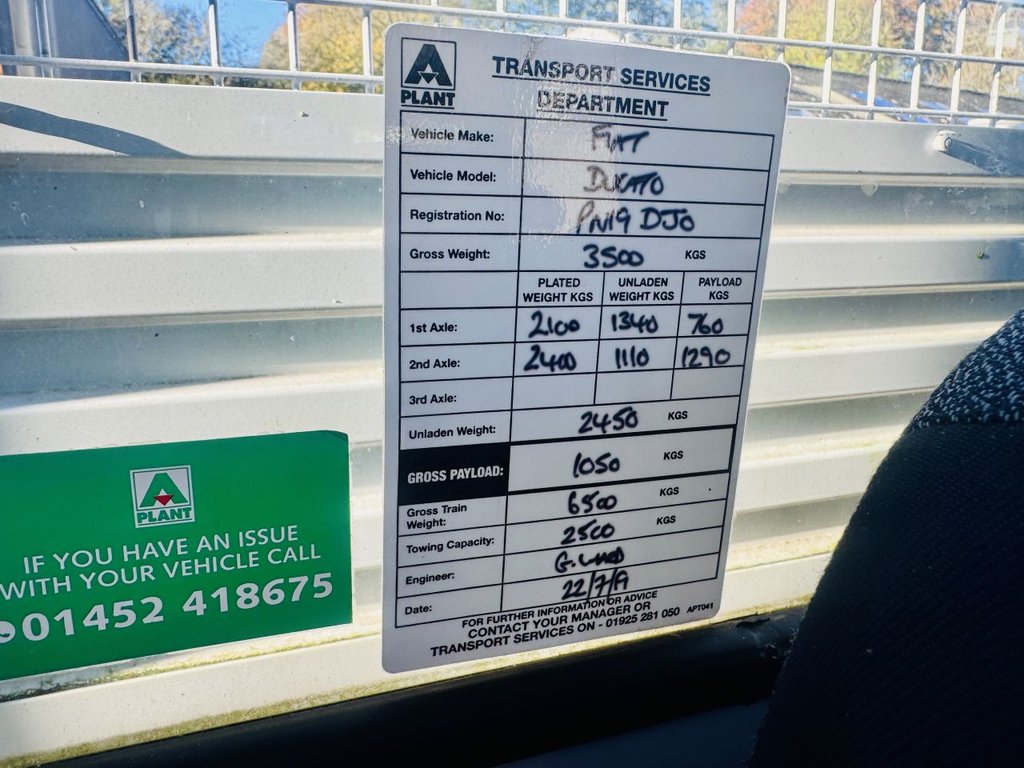 A
PLANT
TRANSPORT SERVICES
DEPARTMENT
Vehicle Make: FIAT
Vehicle Model: DUCATO
Registration No: PN19 DJO
Gross Weight: 3500 KGS
PLATED WEIGHT KGS UNLADEN WEIGHT KGS PAYLOAD KGS
1st Axle: 2100 1340 760
2nd Axle: 2400 1110 1290
3rd Axle:
Unladen Weight: 2450 KGS
GROSS PAYLOAD: 1050 KGS
Gross Train Weight: 6500 KGS
Towing Capacity: 2500 KGS
Engineer: G.
Date: 22/7/19
FOR FURTHER INFORMATION OR ADVICE
CONTACT YOUR MANAGER OR
TRANSPORT SERVICES ON - 01925 281 050 APT041
A
PLANT
IF YOU HAVE AN ISSUE
WITH YOUR VEHICLE CALL
01452 418675